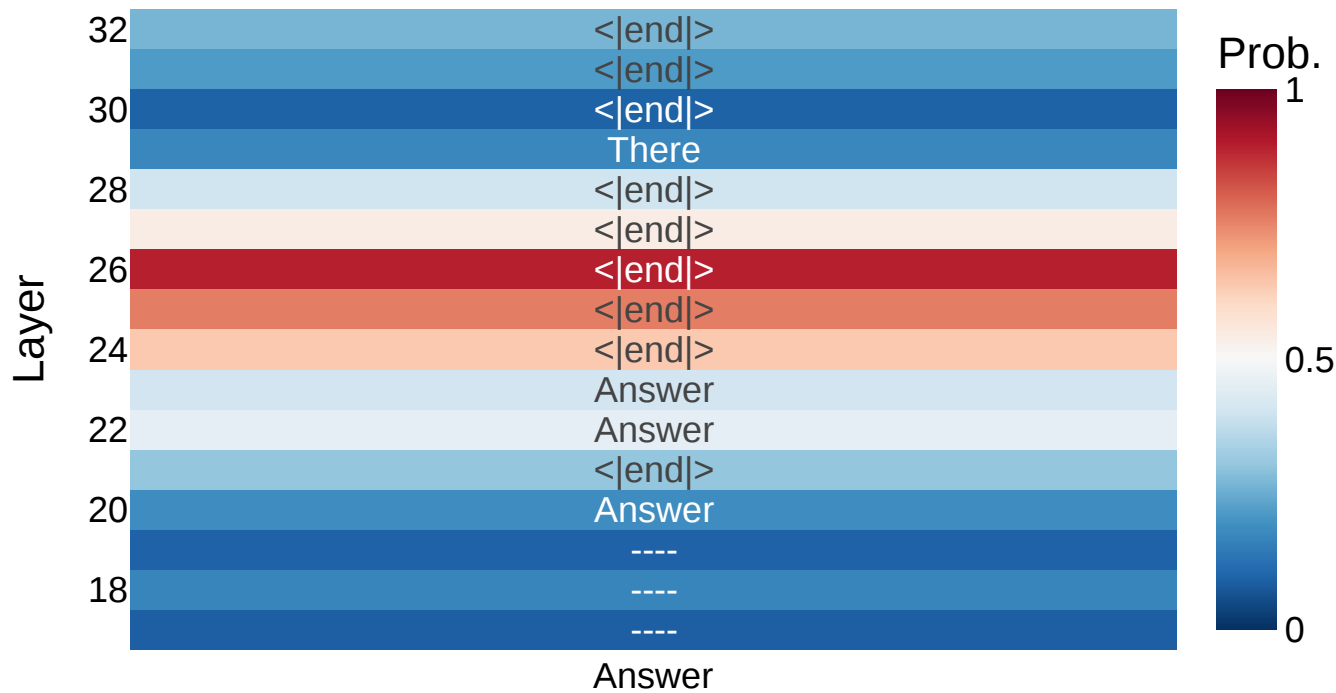 32 <|end|>
<|end|>
Prob.
30 <|end|>
1
There
28 <|end|>
<|end|>
26 <|end|>
Layer
<|end|>
24 <|end|>
0.5
Answer
22 Answer
<|end|>
20 Answer
----
18 ----
----
0
Answer